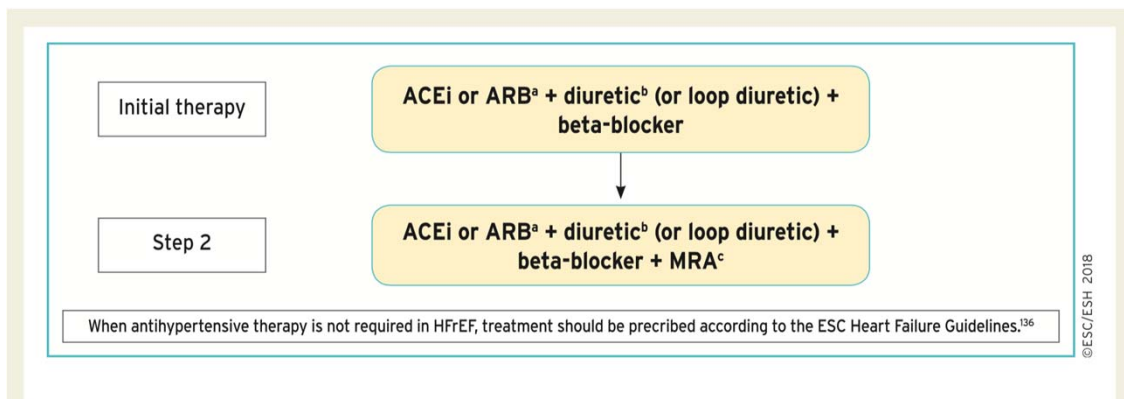 Initial therapy
ACEi or ARBᵃ + diureticᵇ (or loop diuretic) +
beta-blocker
Step 2
ACEi or ARBᵃ + diureticᵇ (or loop diuretic) +
beta-blocker + MRAᶜ
When antihypertensive therapy is not required in HFrEF, treatment should be precribed according to the ESC Heart Failure Guidelines.¹³⁶
©ESC/ESH 2018